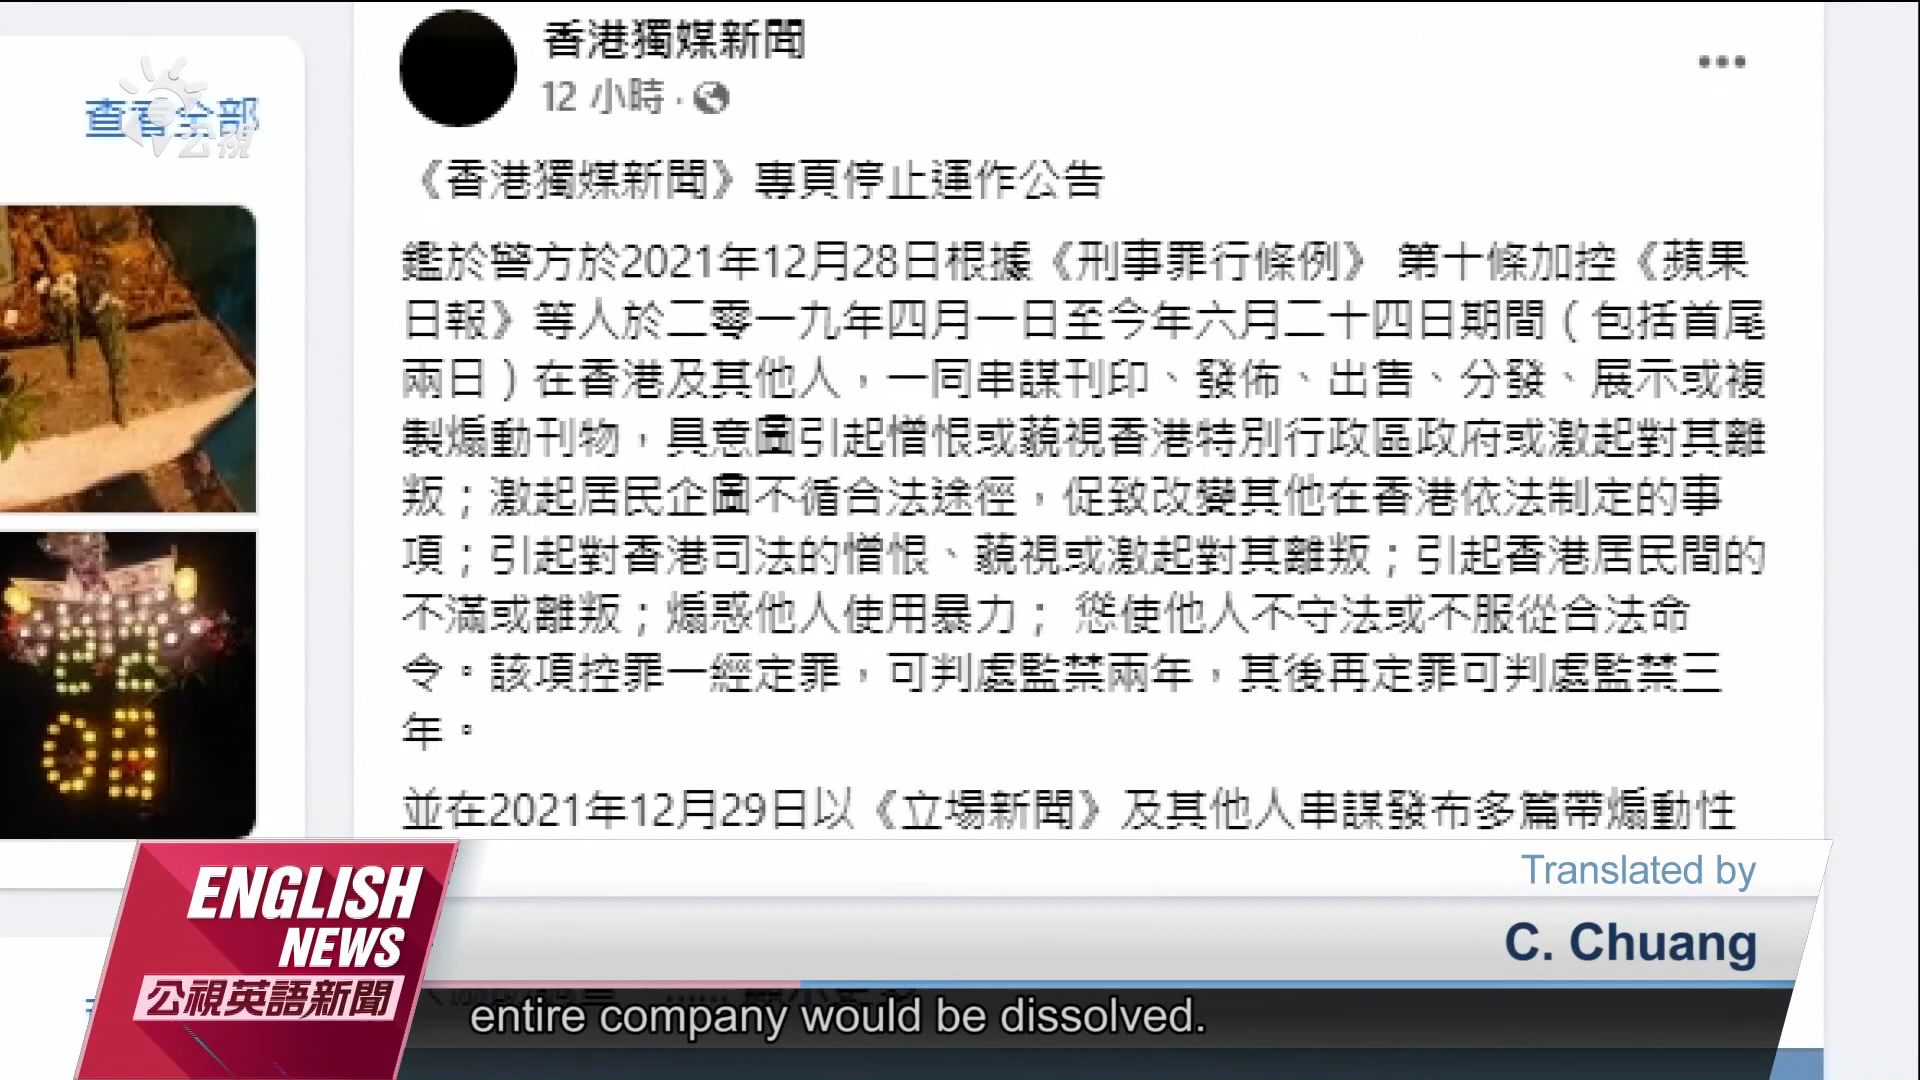 香港獨媒新聞
12 小時
查看全部
公視
《香港獨媒新聞》專頁停止運作公告
鑑於警方於2021年12月28日根據《刑事罪行條例》 第十條加控《蘋果
日報》等人於二零一九年四月一日至今年六月二十四日期間（包括首尾
兩日）在香港及其他人，一同串謀刊印、發佈、出售、分發、展示或複
製煽動刊物，具意圖引起憎恨或藐視香港特別行政區政府或激起對其離
叛；激起居民企圖不循合法途徑，促致改變其他在香港依法制定的事
項；引起對香港司法的憎恨、藐視或激起對其離叛；引起香港居民間的
不滿或離叛；煽惑他人使用暴力； 慫使他人不守法或不服從合法命
令。該項控罪一經定罪，可判處監禁兩年，其後再定罪可判處監禁三
年。
並在2021年12月29日以《立場新聞》及其他人串謀發布多篇帶煽動性
Translated by
C. Chuang
ENGLISH
NEWS
公視英語新聞
entire company would be dissolved.